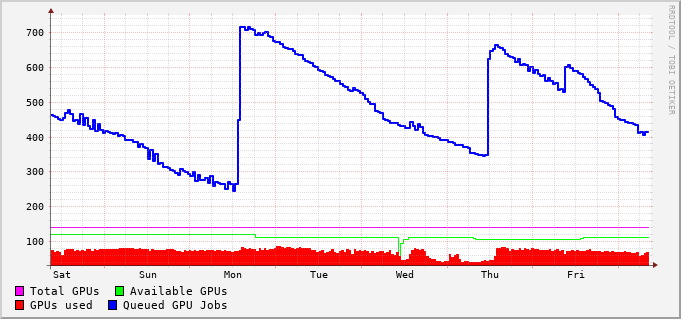 RRDTOOL / TOBI OETIKER
700
600
500
400
300
200
100
Sat Sun Mon Tue Wed Thu Fri
Total GPUs Available GPUs
GPUs used Queued GPU Jobs